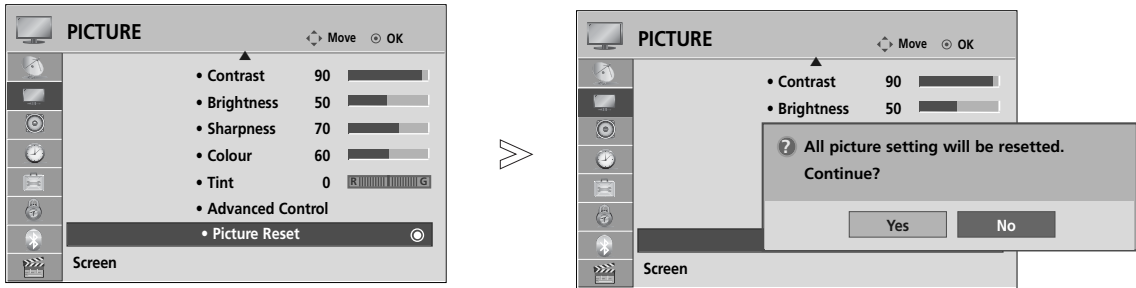 PICTURE
Move OK
• Contrast 90
• Brightness 50
• Sharpness 70
• Colour 60
• Tint 0 R G
• Advanced Control
• Picture Reset
Screen
PICTURE
Move OK
• Contrast 90
• Brightness 50
? All picture setting will be resetted.
Continue?
Yes No
Screen